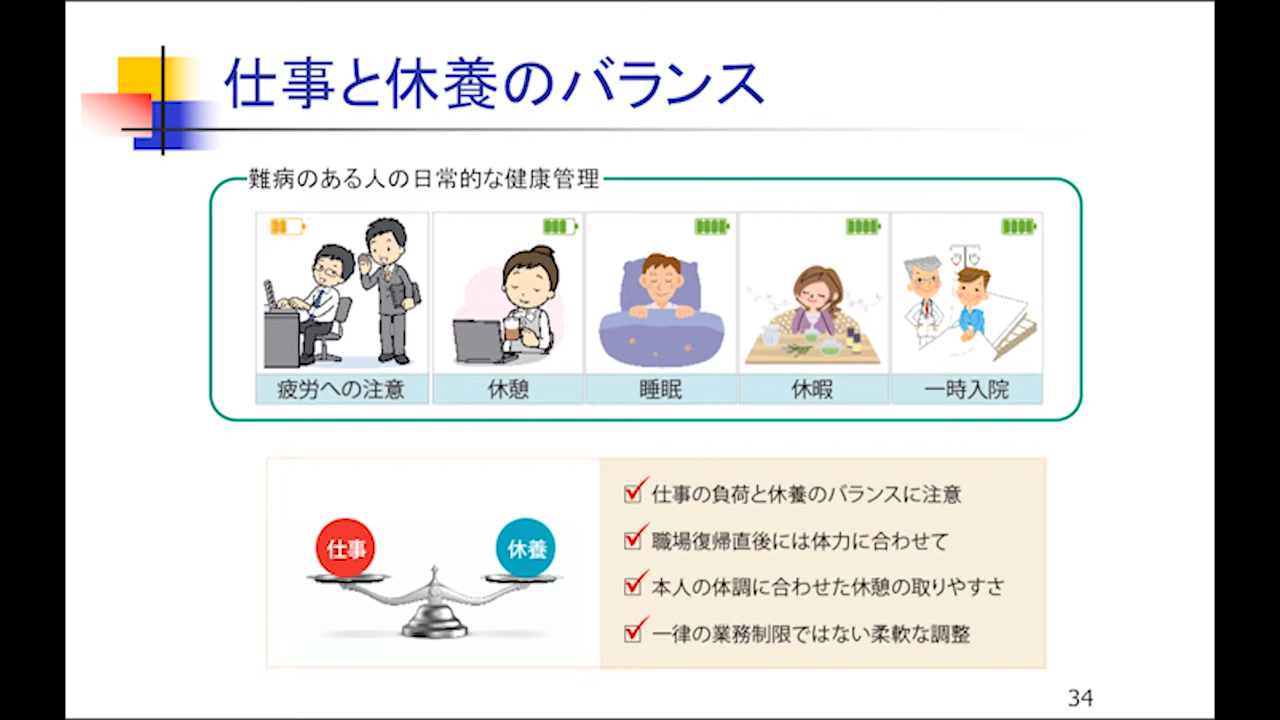 仕事と休養のバランス
難病のある人の日常的な健康管理
疲労への注意
休憩
睡眠
休暇
一時入院
仕事
休養
仕事の負荷と休養のバランスに注意
職場復帰直後には体力に合わせて
本人の体調に合わせた休憩の取りやすさ
一律の業務制限ではない柔軟な調整
34